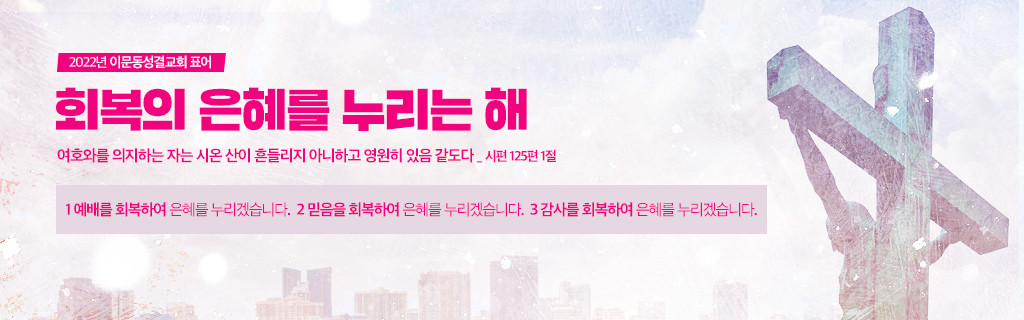 2022년 이문동성결교회 표어
회복의 은혜를 누리는 해
여호와를 의지하는 자는 시온 산이 흔들리지 아니하고 영원히 있음 같도다 _ 시편 125편 1절
1 예배를 회복하여 은혜를 누리겠습니다. 2 믿음을 회복하여 은혜를 누리겠습니다. 3 감사를 회복하여 은혜를 누리겠습니다.